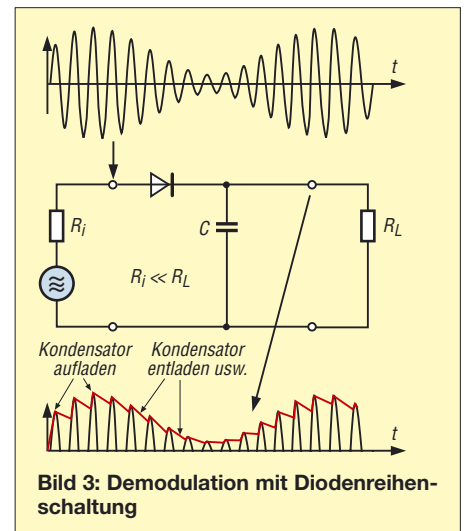 t
R_i
C
R_L
R_i ≪ R_L
≋
Kondensator
aufladen
Kondensator
entladen usw.
t
Bild 3: Demodulation mit Diodenreihen-
schaltung